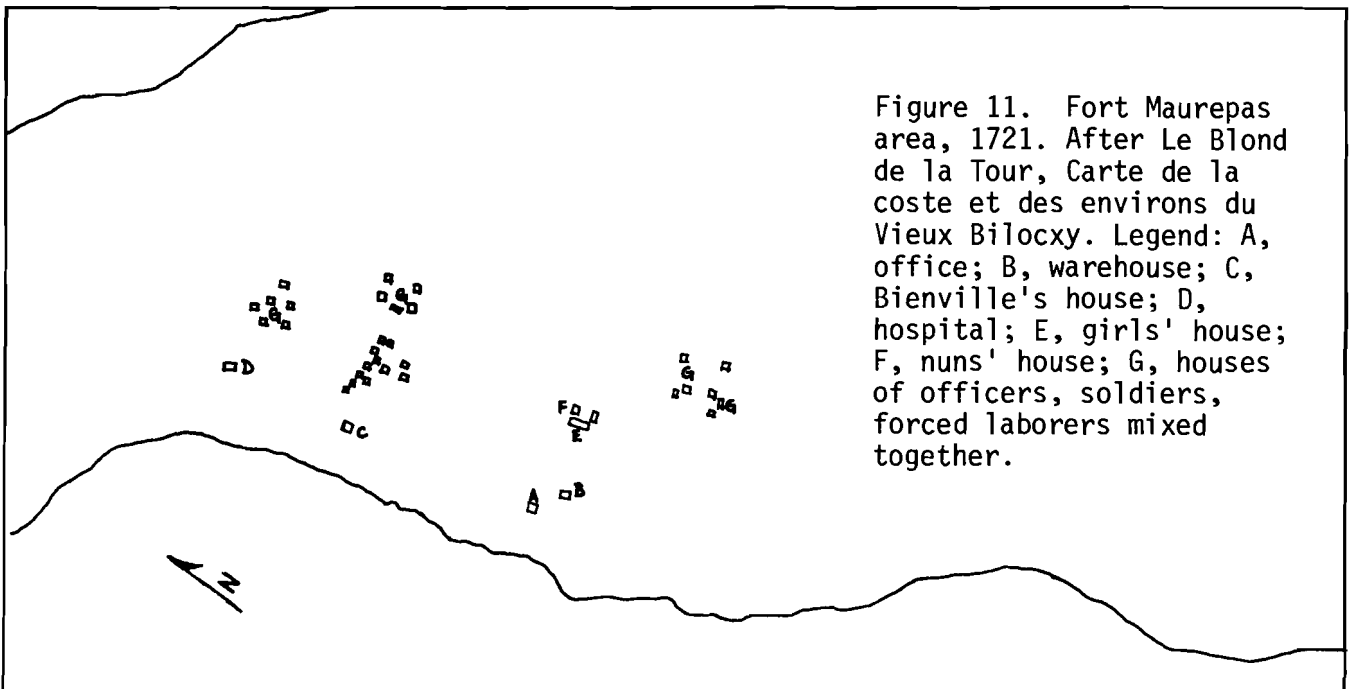 Figure 11. Fort Maurepas
area, 1721. After Le Blond
de la Tour, Carte de la
coste et des environs du
Vieux Bilocxy. Legend: A,
office; B, warehouse; C,
Bienville's house; D,
hospital; E, girls' house;
F, nuns' house; G, houses
of officers, soldiers,
forced laborers mixed
together.
G
G
D
C
G
G
F
E
A
B
N